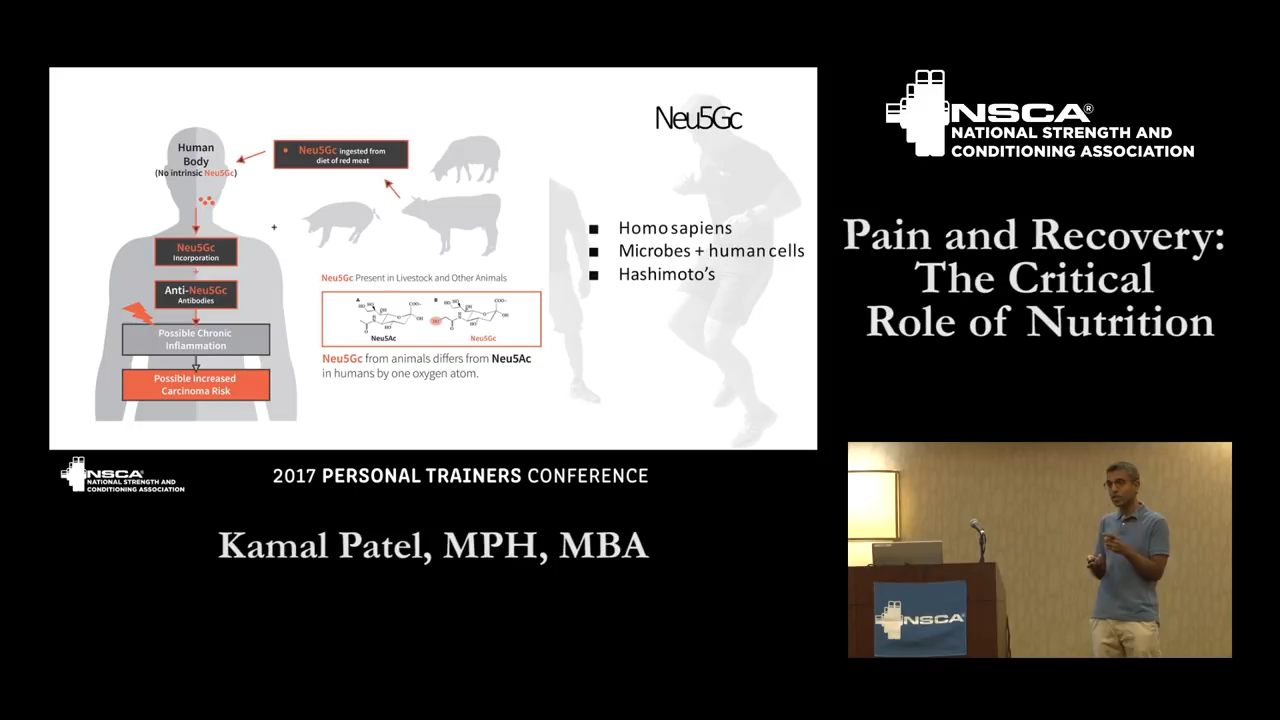 Neu5Gc
Human
Body
(No intrinsic Neu5Gc)
• Neu5Gc ingested from
diet of red meat
+
Neu5Gc
Incorporation
+
Anti-Neu5Gc
Antibodies
Possible Chronic
Inflammation
Possible Increased
Carcinoma Risk
Neu5Gc Present in Livestock and Other Animals
A
B
Neu5Ac
Neu5Gc
Neu5Gc from animals differs from Neu5Ac
in humans by one oxygen atom.
■ Homo sapiens
■ Microbes + human cells
■ Hashimoto's
NSCA®
NATIONAL STRENGTH AND
CONDITIONING ASSOCIATION
Pain and Recovery:
The Critical
Role of Nutrition
NSCA®
NATIONAL STRENGTH AND
CONDITIONING ASSOCIATION
2017 PERSONAL TRAINERS CONFERENCE
Kamal Patel, MPH, MBA
NSCA®